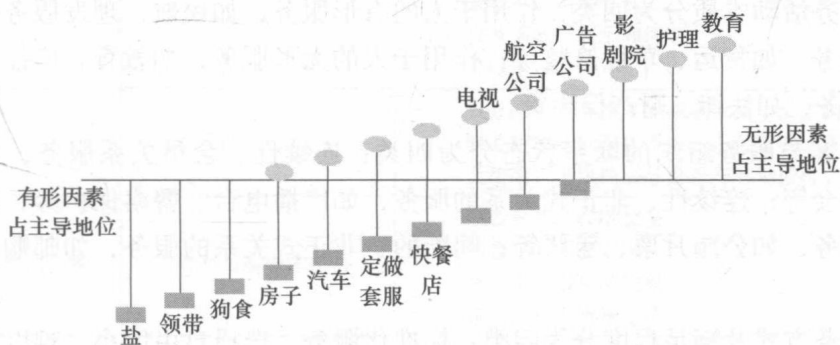 影
广告
航空
剧院
护理
教育
公司
公司
电视
无形因素
占主导地位
有形因素
占主导地位
房子
汽车
定做
套服
快餐
店
狗食
领带
盐